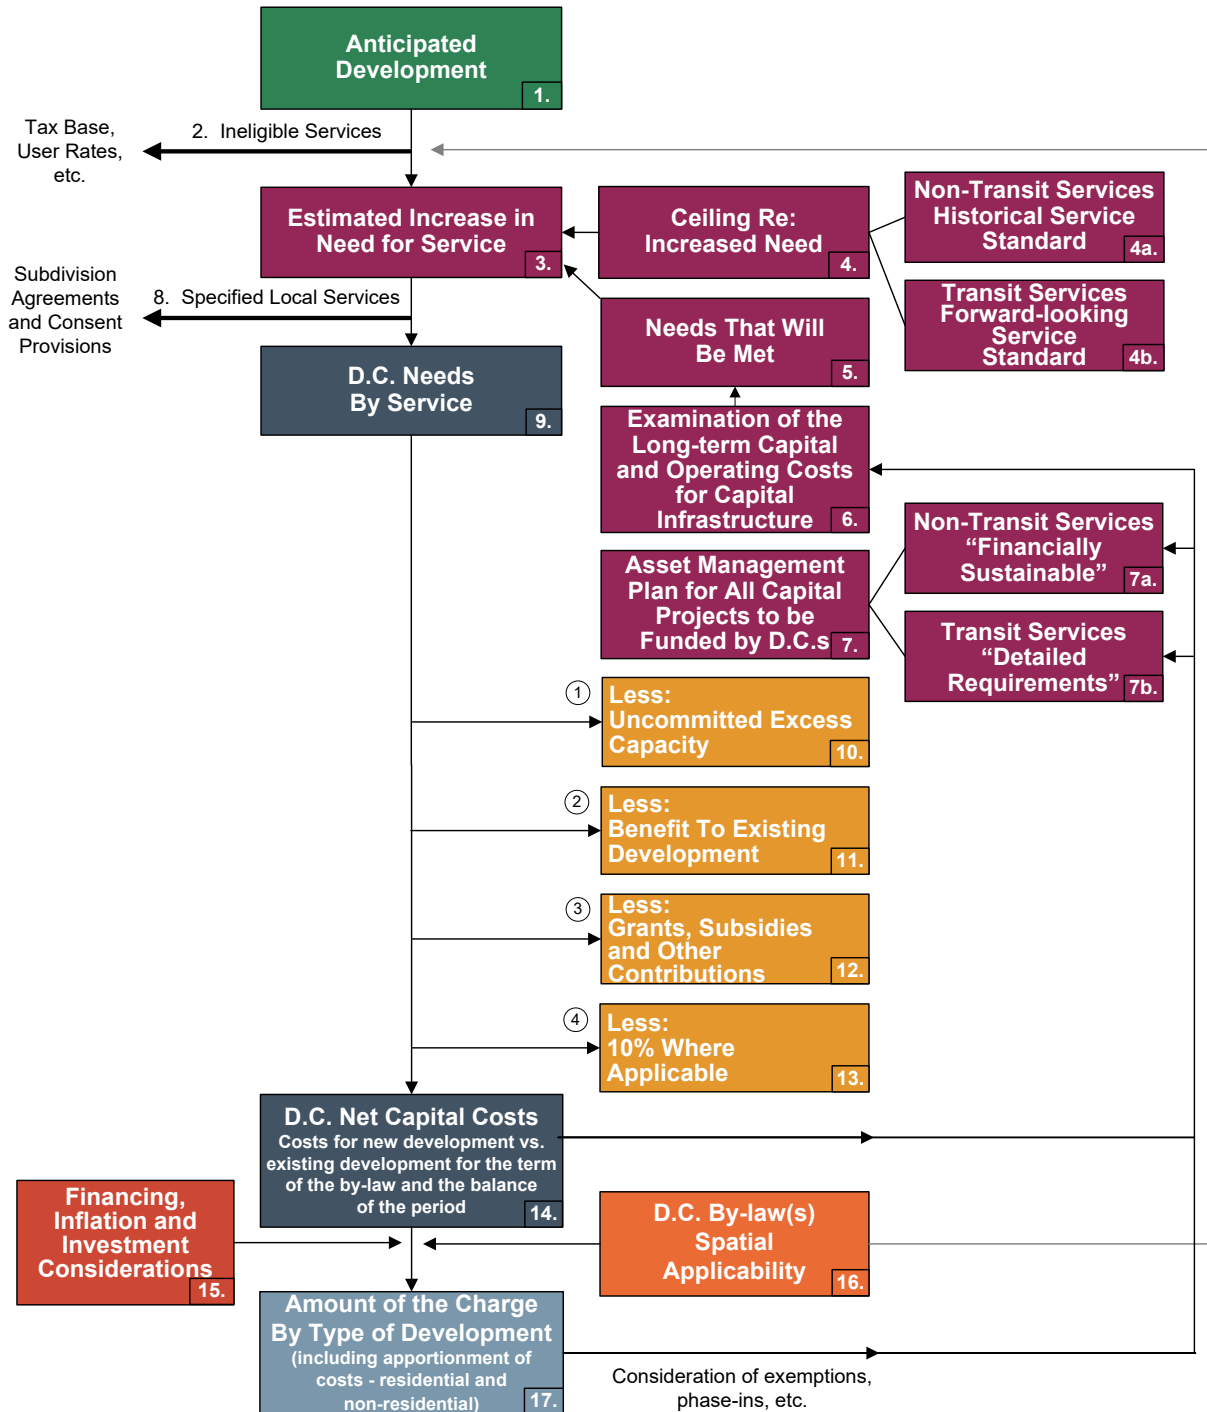 Anticipated
Development
1.
Tax Base,
User Rates,
etc.
2.  Ineligible Services
Estimated Increase in
Need for Service
3.
Ceiling Re:
Increased Need
4.
Non-Transit Services
Historical Service
Standard
4a.
Transit Services
Forward-looking
Service
Standard
4b.
Subdivision
Agreements
and Consent
Provisions
8.  Specified Local Services
Needs That Will
Be Met
5.
D.C. Needs
By Service
9.
Examination of the
Long-term Capital
and Operating Costs
for Capital
Infrastructure
6.
Non-Transit Services
“Financially
Sustainable”
7a.
Asset Management
Plan for All Capital
Projects to be
Funded by D.C.s
7.
Transit Services
“Detailed
Requirements”
7b.
1
Less:
Uncommitted Excess
Capacity
10.
2
Less:
Benefit To Existing
Development
11.
3
Less:
Grants, Subsidies
and Other
Contributions
12.
4
Less:
10% Where
Applicable
13.
D.C. Net Capital Costs
Costs for new development vs.
existing development for the term
of the by-law and the balance
of the period
14.
Financing,
Inflation and
Investment
Considerations
15.
D.C. By-law(s)
Spatial
Applicability
16.
Amount of the Charge
By Type of Development
(including apportionment of
costs - residential and
non-residential)
17.
Consideration of exemptions,
phase-ins, etc.